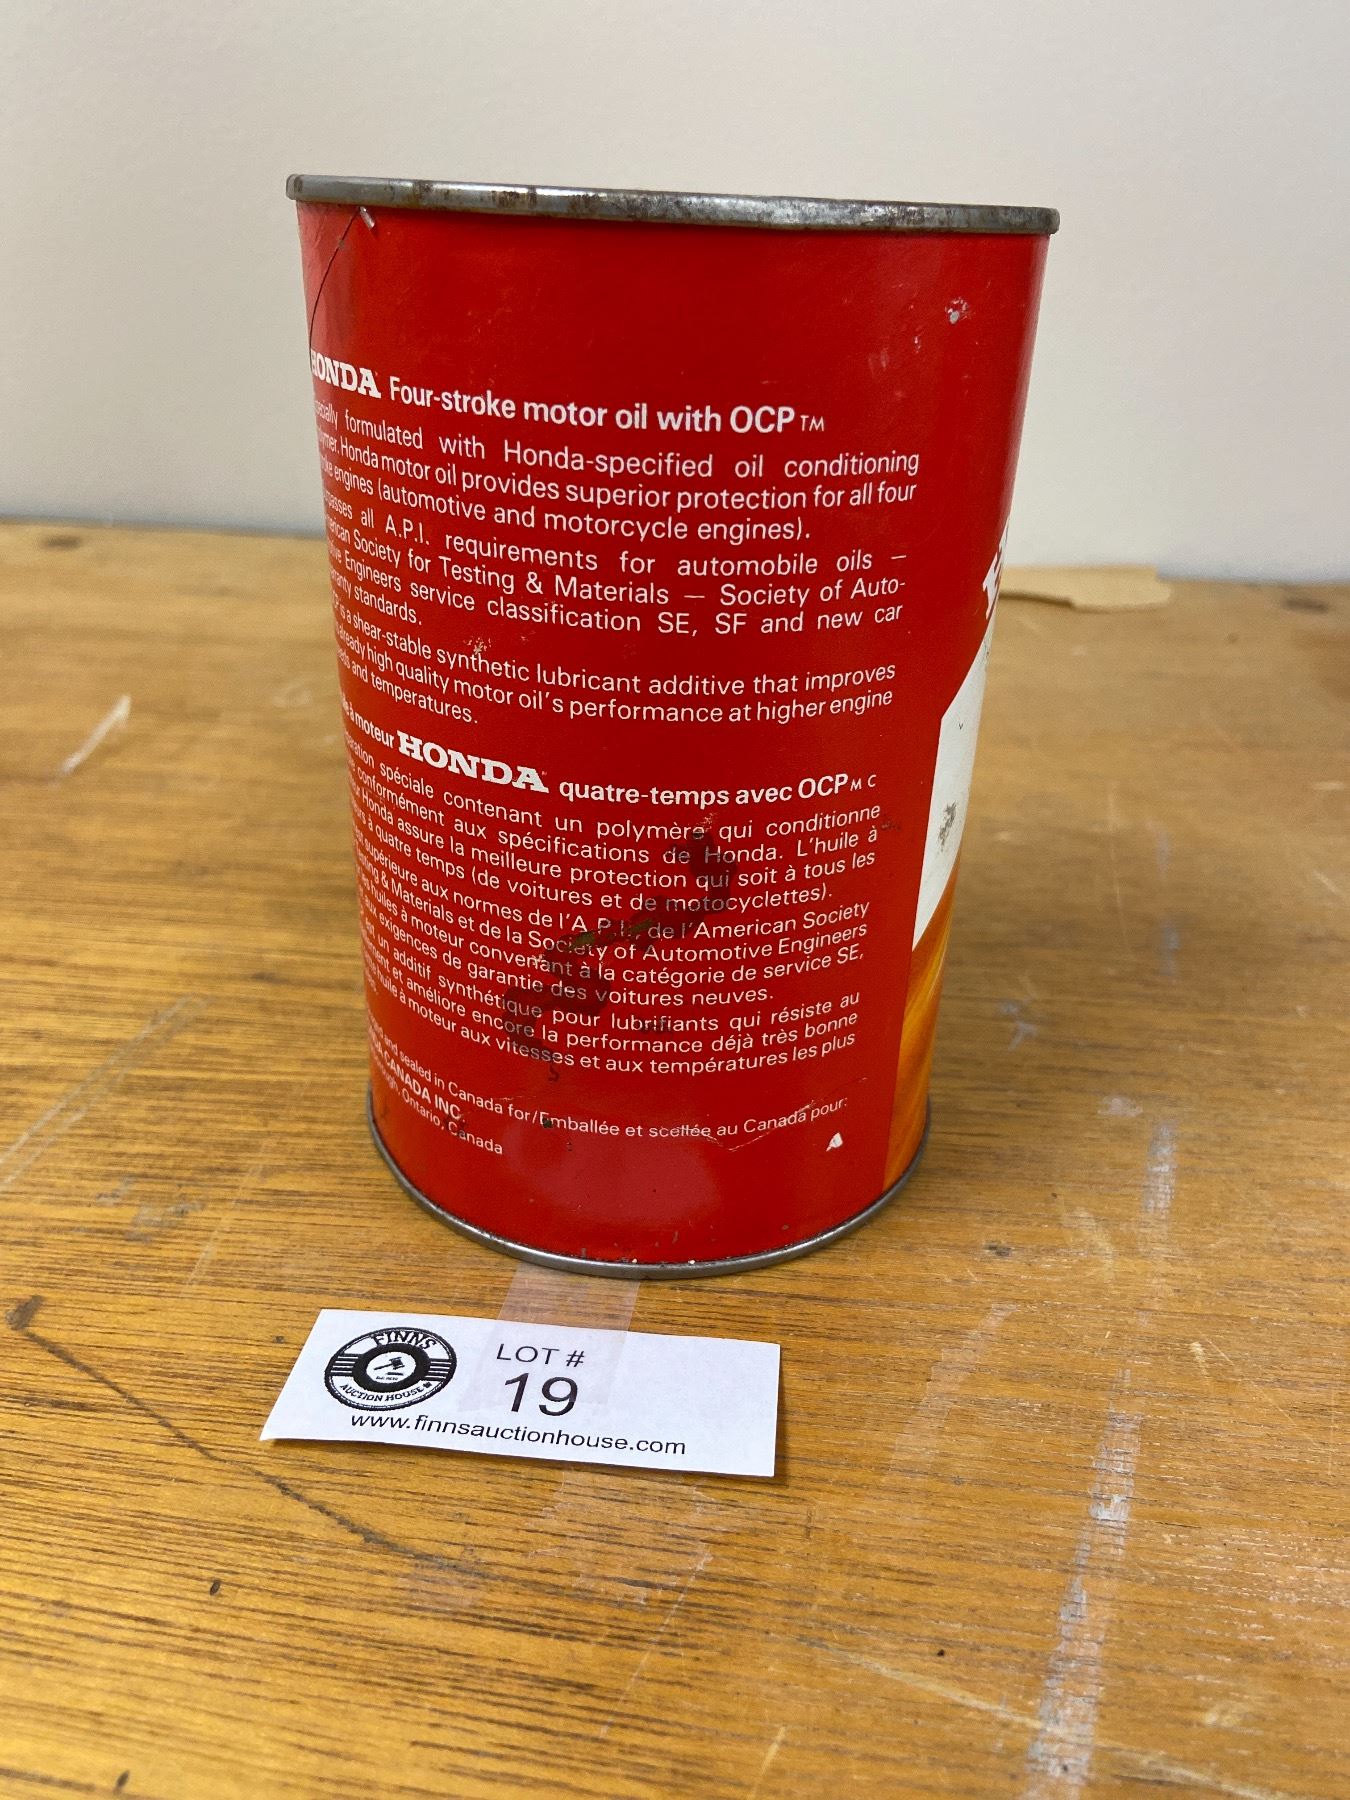 HONDA Four-stroke motor oil with OCP TM
formulated with Honda-specified oil conditioning
Honda motor oil provides superior protection for all four
engines (automotive and motorcycle engines).
all A.P.I. requirements for automobile oils –
Society for Testing & Materials – Society of Auto-
Engineers service classification SE, SF and new car
standards.
is a shear-stable synthetic lubricant additive that improves
already high quality motor oil's performance at higher engine
and temperatures.
à moteur HONDA quatre-temps avec OCP M C
spéciale contenant un polymère qui conditionne
conformément aux spécifications de Honda. L'huile à
Honda assure la meilleure protection qui soit à tous les
à quatre temps (de voitures et de motocyclettes).
supérieure aux normes de l'A.P.I., de l'American Society
& Materials et de la Society of Automotive Engineers
huiles à moteur convenant à la catégorie de service SE,
aux exigences de garantie des voitures neuves.
un additif synthétique pour lubrifiants qui résiste au
et améliore encore la performance déjà très bonne
huile à moteur aux vitesses et aux températures les plus
and sealed in Canada for/Emballée et scellée au Canada pour:
CANADA INC.
Ontario, Canada
FINNS
AUCTION HOUSE
LOT #
19
www.finnsauctionhouse.com